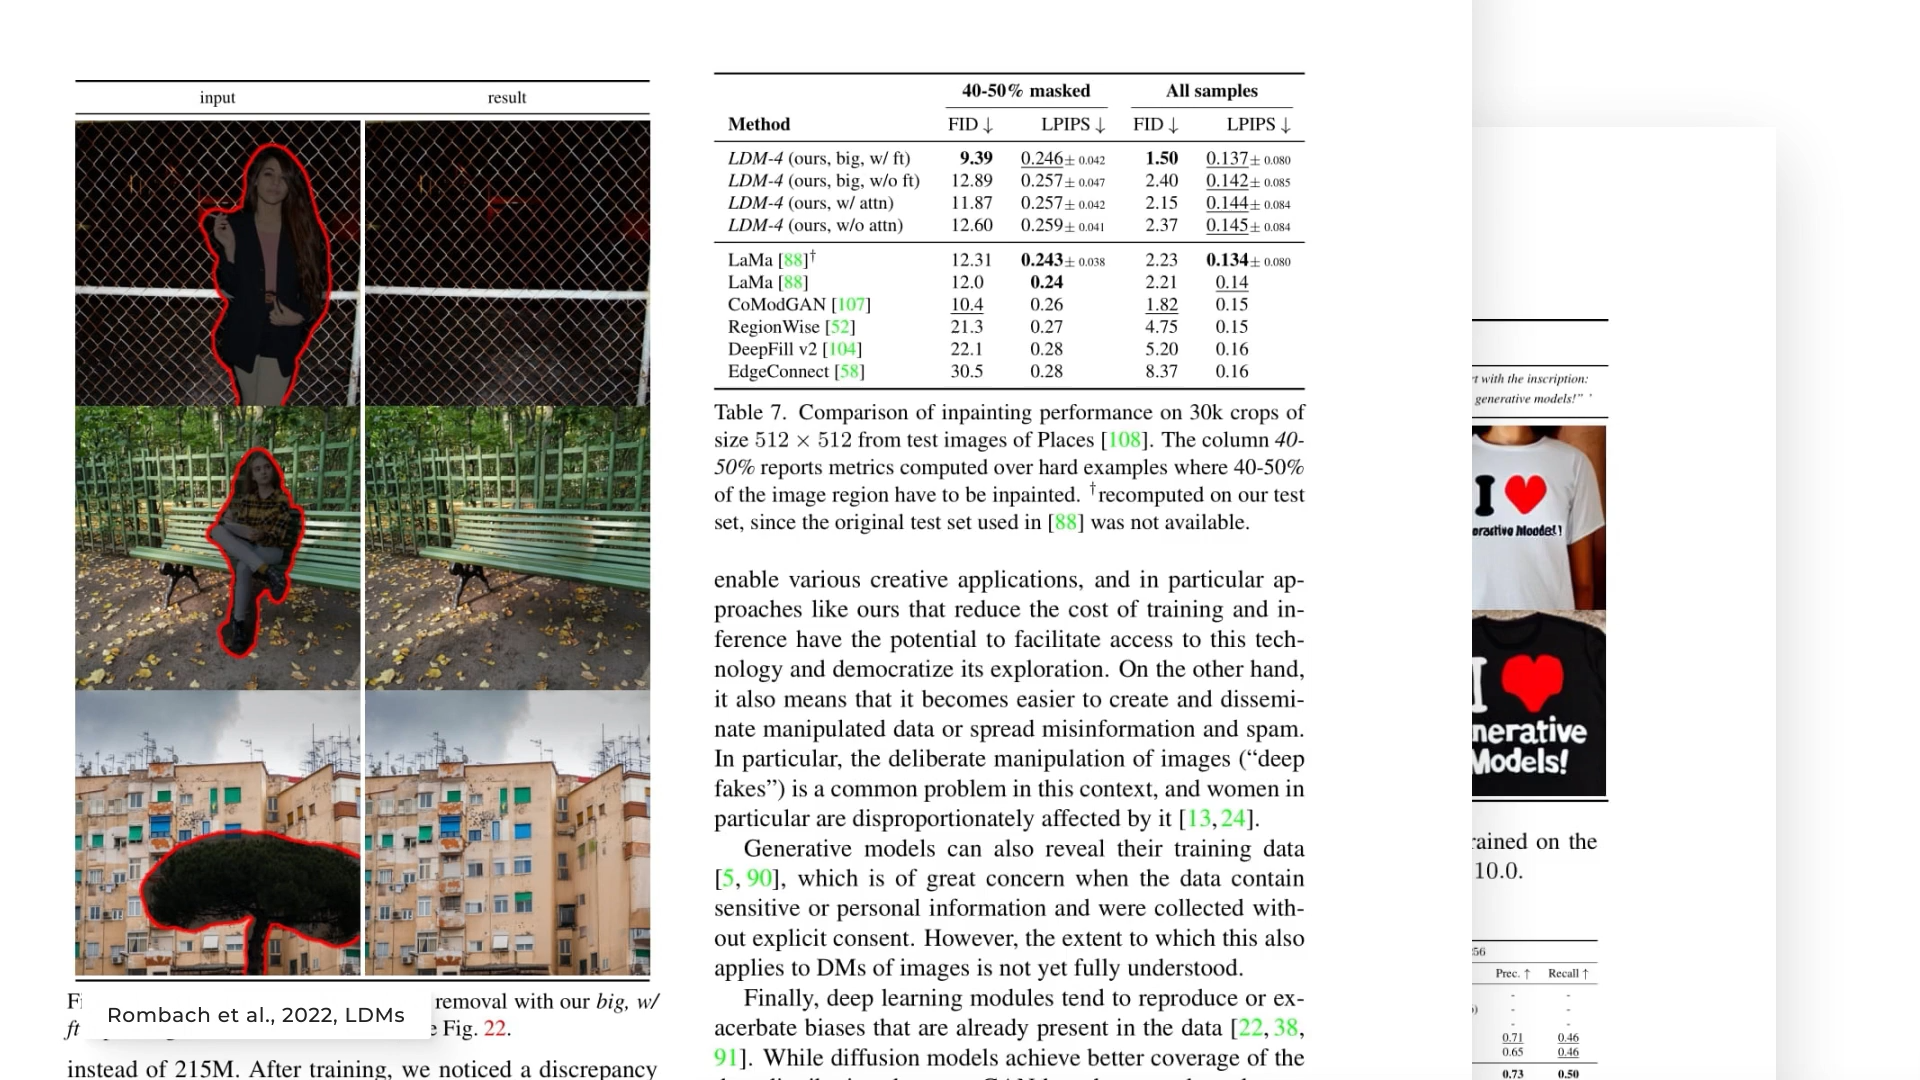 input result
Fi
removal with our big, w/
ft
e Fig. 22.
Rombach et al., 2022, LDMs
instead of 215M. After training, we noticed a discrepancy
40-50% masked All samples
Method FID ↓ LPIPS ↓ FID ↓ LPIPS ↓
LDM-4 (ours, big, w/ ft) 9.39 0.246± 0.042 1.50 0.137± 0.080
LDM-4 (ours, big, w/o ft) 12.89 0.257± 0.047 2.40 0.142± 0.085
LDM-4 (ours, w/ attn) 11.87 0.257± 0.042 2.15 0.144± 0.084
LDM-4 (ours, w/o attn) 12.60 0.259± 0.041 2.37 0.145± 0.084
LaMa [88]† 12.31 0.243± 0.038 2.23 0.134± 0.080
LaMa [88] 12.0 0.24 2.21 0.14
CoModGAN [107] 10.4 0.26 1.82 0.15
RegionWise [52] 21.3 0.27 4.75 0.15
DeepFill v2 [104] 22.1 0.28 5.20 0.16
EdgeConnect [58] 30.5 0.28 8.37 0.16
Table 7. Comparison of inpainting performance on 30k crops of
size 512 × 512 from test images of Places [108]. The column 40-
50% reports metrics computed over hard examples where 40-50%
of the image region have to be inpainted. †recomputed on our test
set, since the original test set used in [88] was not available.
enable various creative applications, and in particular ap-
proaches like ours that reduce the cost of training and in-
ference have the potential to facilitate access to this tech-
nology and democratize its exploration. On the other hand,
it also means that it becomes easier to create and dissemi-
nate manipulated data or spread misinformation and spam.
In particular, the deliberate manipulation of images (“deep
fakes”) is a common problem in this context, and women in
particular are disproportionately affected by it [13, 24].
Generative models can also reveal their training data
[5, 90], which is of great concern when the data contain
sensitive or personal information and were collected with-
out explicit consent. However, the extent to which this also
applies to DMs of images is not yet fully understood.
Finally, deep learning modules tend to reproduce or ex-
acerbate biases that are already present in the data [22, 38,
91]. While diffusion models achieve better coverage of the
t with the inscription:
generative models!” ’
I
eractive Moodel!
I
nerative
Models!
rained on the
10.0.
56
Prec. ↑ Recall ↑
- -
- -
- -
0.71 0.46
0.65 0.46
0.73 0.50